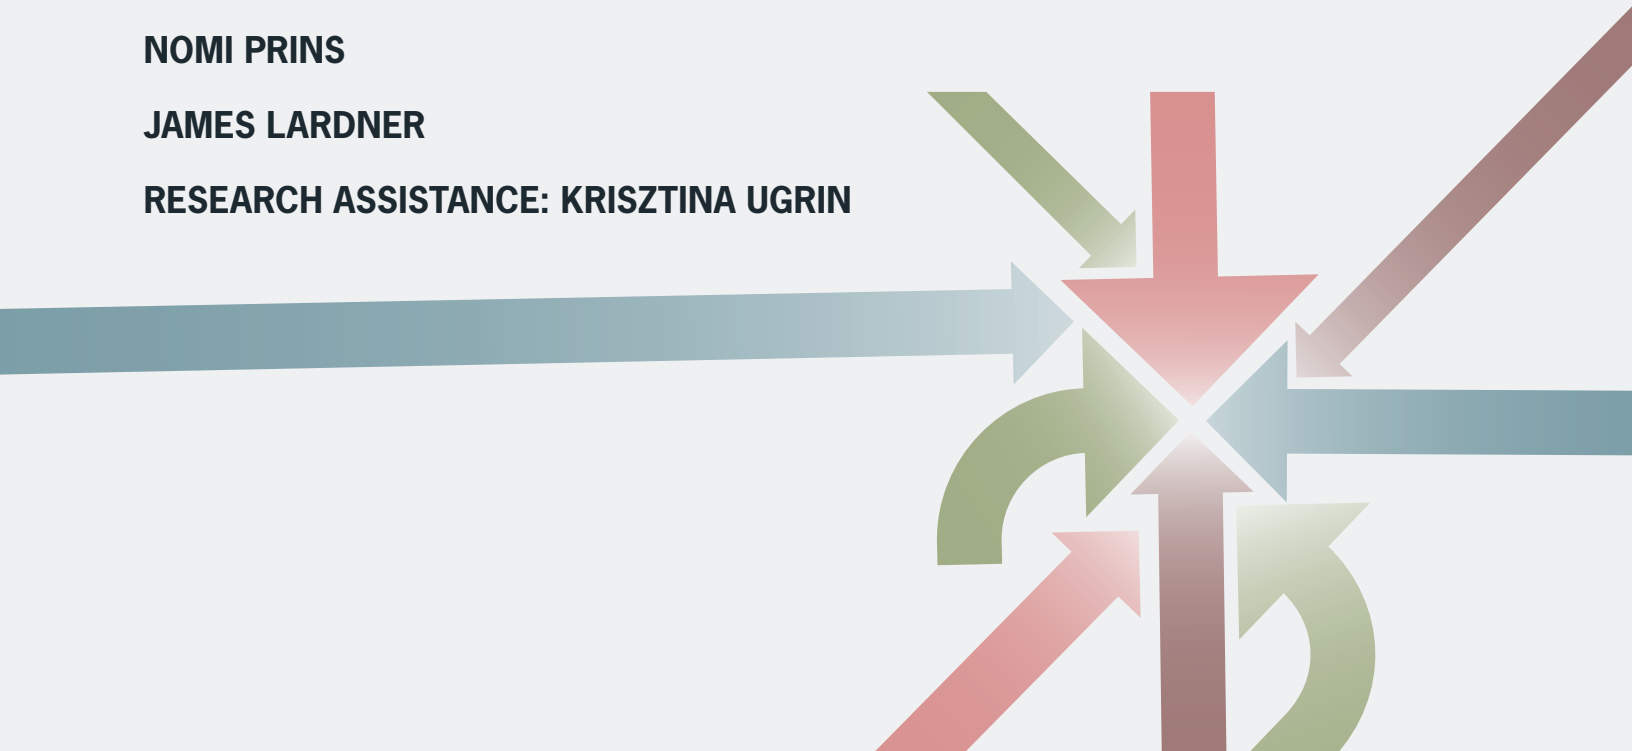 NOMI PRINS
JAMES LARDNER
RESEARCH ASSISTANCE: KRISZTINA UGRIN